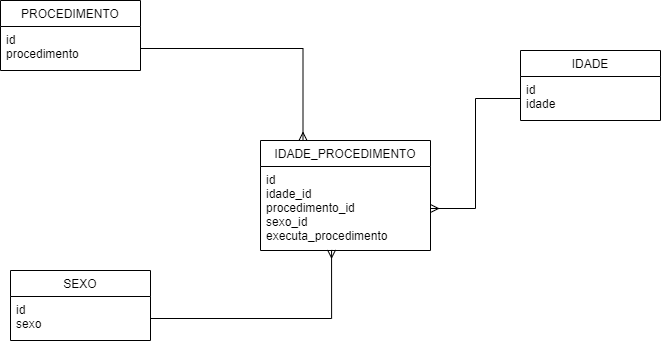 PROCEDIMENTO
id
procedimento
IDADE
id
idade
IDADE_PROCEDIMENTO
id
idade_id
procedimento_id
sexo_id
executa_procedimento
SEXO
id
sexo